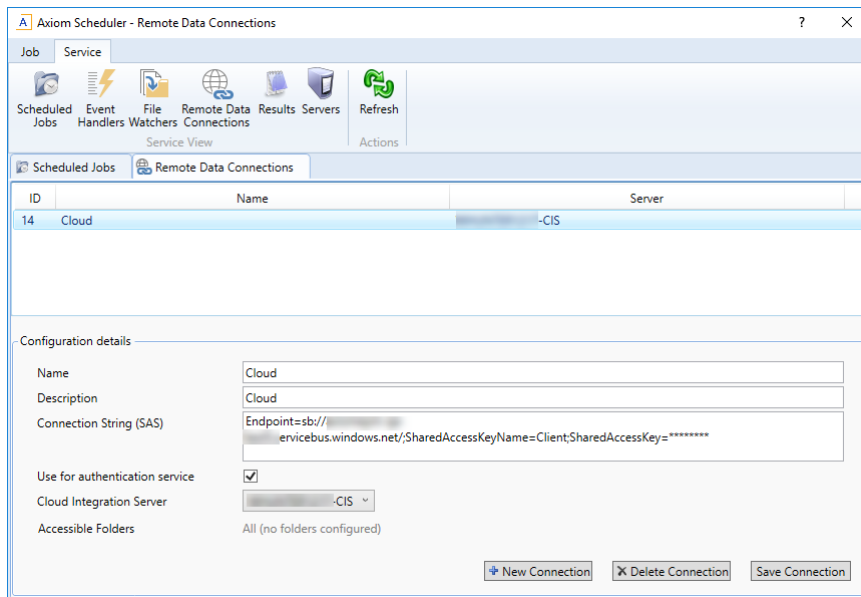 A Axiom Scheduler - Remote Data Connections ?
Job Service
Scheduled Jobs
Event Handlers
File Watchers
Remote Data Connections
Results
Servers
Refresh
Service View
Actions
Scheduled Jobs Remote Data Connections
ID Name Server
14 Cloud -CIS
Configuration details
Name Cloud
Description Cloud
Connection String (SAS) Endpoint=sb://
ervicebus.windows.net/;SharedAccessKeyName=Client;SharedAccessKey=********
Use for authentication service
Cloud Integration Server -CIS
Accessible Folders All (no folders configured)
New Connection Delete Connection Save Connection